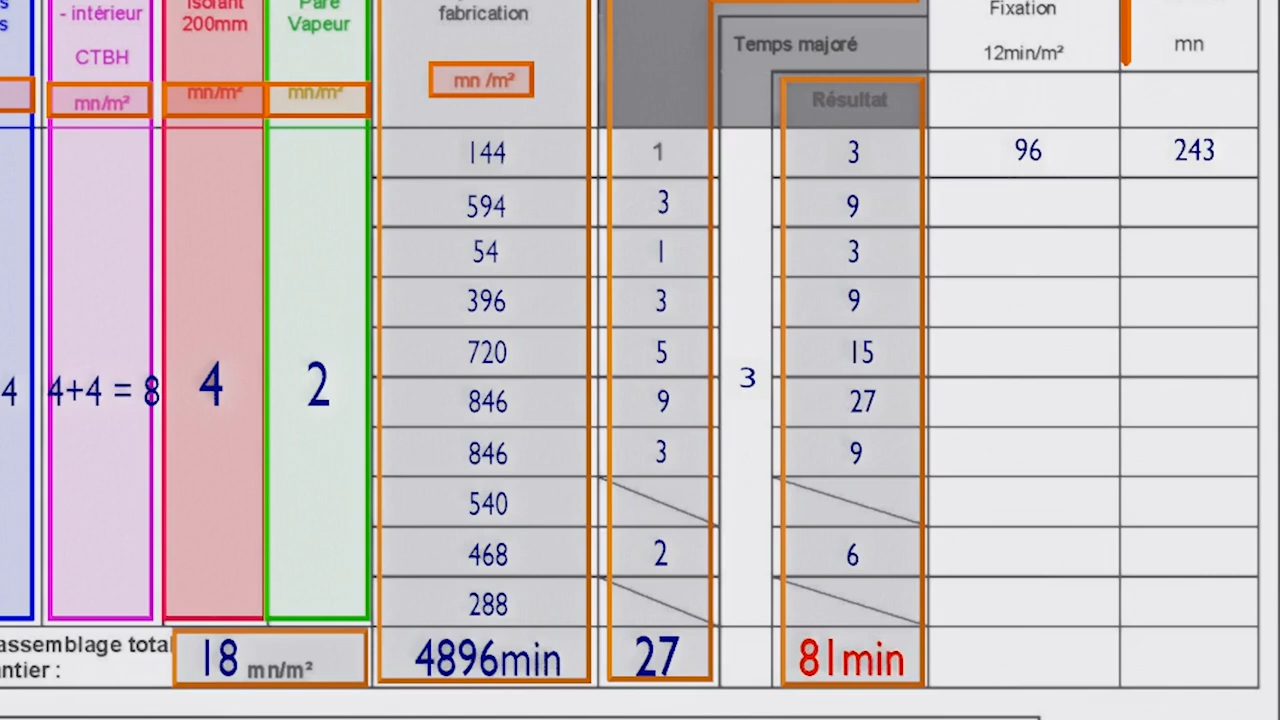 s
s
- intérieur
CTBH
mn/m²
Isolant
200mm
mn/m²
Pare
Vapeur
mn/m²
fabrication
mn /m²
Temps majoré
Résultat
Fixation
12min/m²
mn
144 1 3 96 243
594 3 9
54 1 3
396 3 9
720 5 15
4 4+4 = 8 4 2 3
846 9 27
846 3 9
540
468 2 6
288
assemblage total 18 mn/m² 4896min 27 81min
antier :